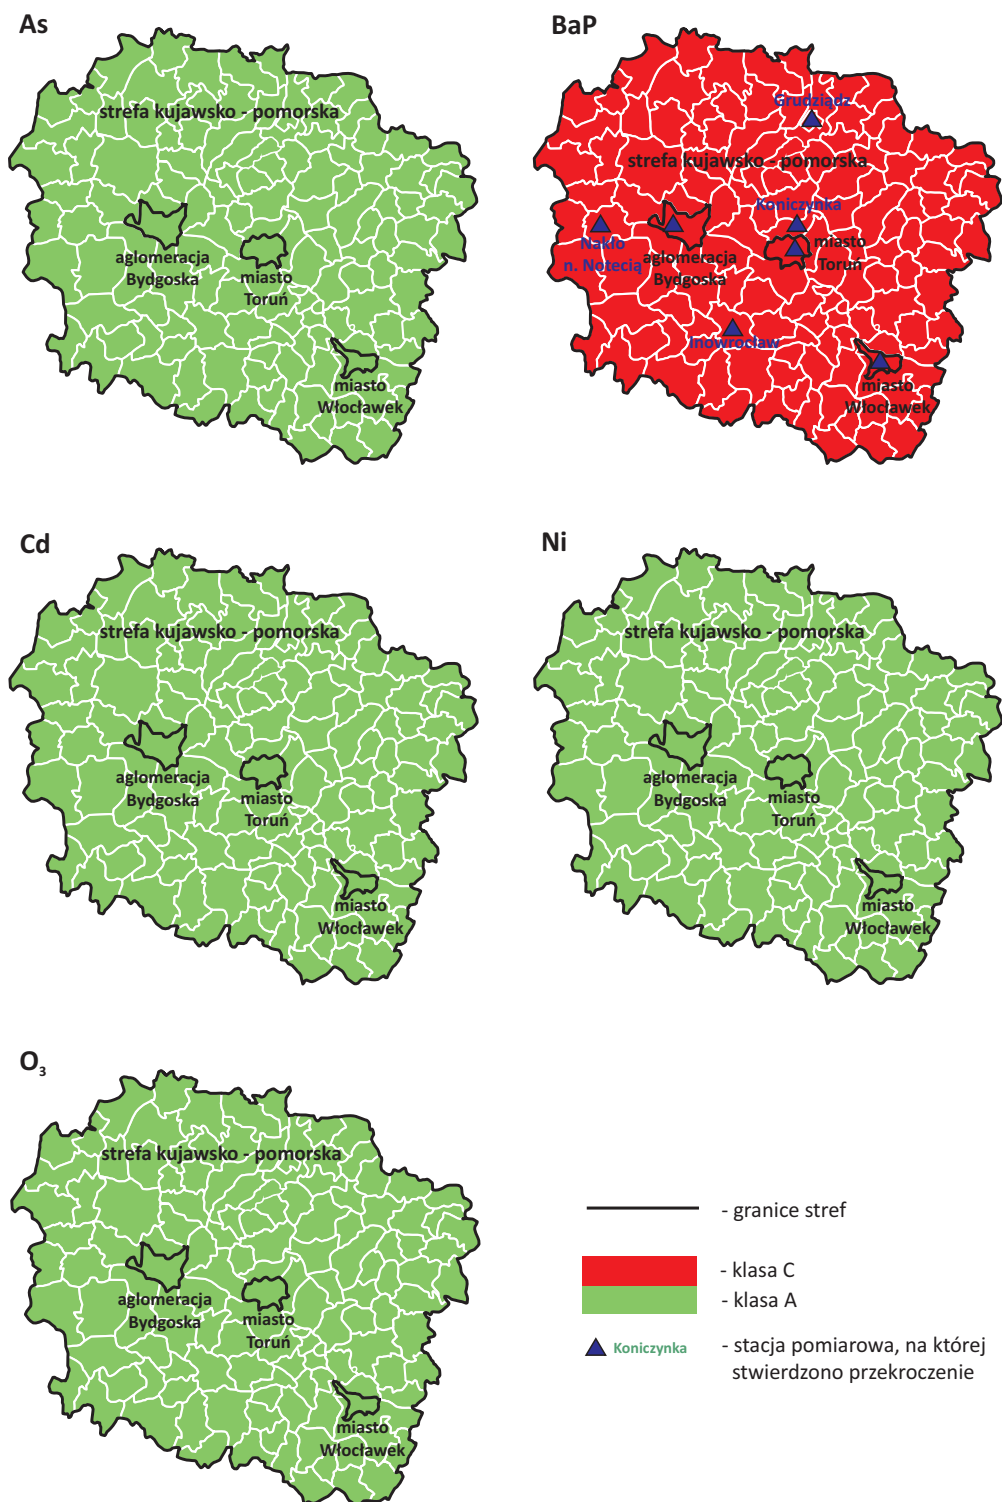 As
strefa kujawsko - pomorska
aglomeracja
Bydgoska
miasto
Toruń
miasto
Włocławek
BaP
Grudziądz
strefa kujawsko - pomorska
Koniczynka
Nakło
n. Notecią
aglomeracja
Bydgoska
miasto
Toruń
Inowrocław
miasto
Włocławek
Cd
strefa kujawsko - pomorska
aglomeracja
Bydgoska
miasto
Toruń
miasto
Włocławek
Ni
strefa kujawsko - pomorska
aglomeracja
Bydgoska
miasto
Toruń
miasto
Włocławek
O₃
strefa kujawsko - pomorska
aglomeracja
Bydgoska
miasto
Toruń
miasto
Włocławek
- granice stref
- klasa C
- klasa A
Koniczynka - stacja pomiarowa, na której
stwierdzono przekroczenie